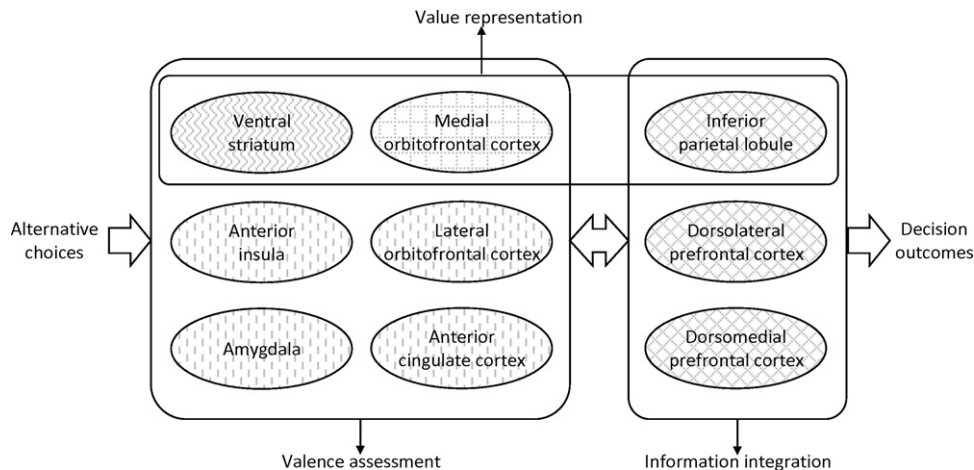 Value representation
Ventral
striatum
Medial
orbitofrontal cortex
Inferior
parietal lobule
Alternative
choices
Anterior
insula
Lateral
orbitofrontal cortex
Dorsolateral
prefrontal cortex
Decision
outcomes
Amygdala
Anterior
cingulate cortex
Dorsomedial
prefrontal cortex
Valence assessment
Information integration